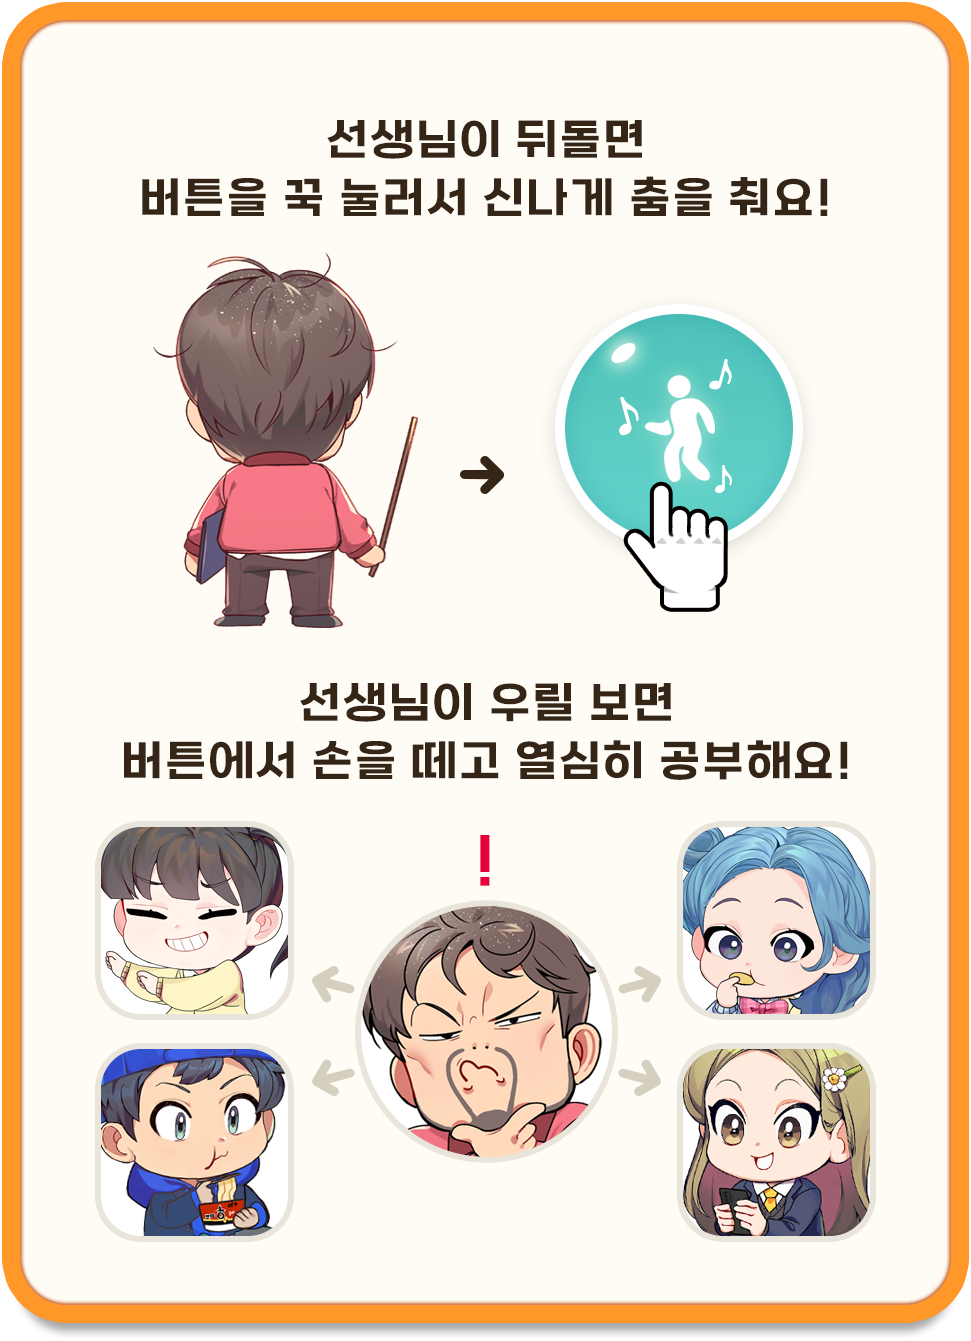 선생님이 뒤돌면
버튼을 꾹 눌러서 신나게 춤을 춰요!
선생님이 우릴 보면
버튼에서 손을 떼고 열심히 공부해요!
!